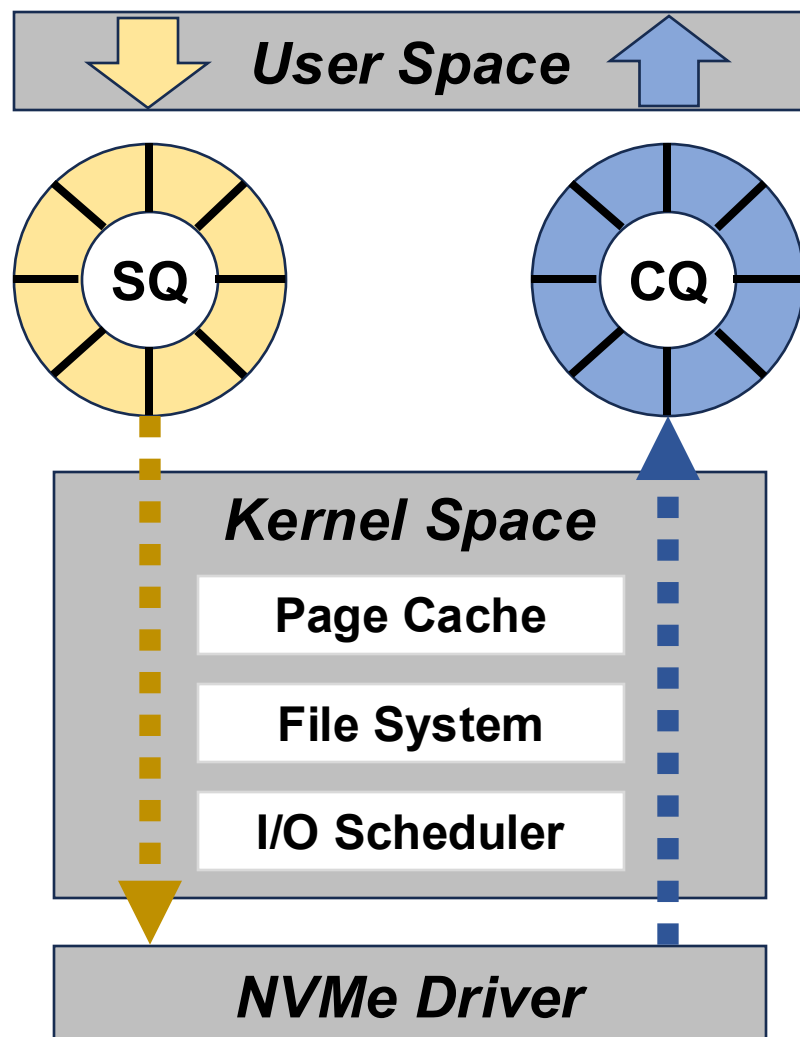 User Space
SQ
CQ
Kernel Space
Page Cache
File System
I/O Scheduler
NVMe Driver